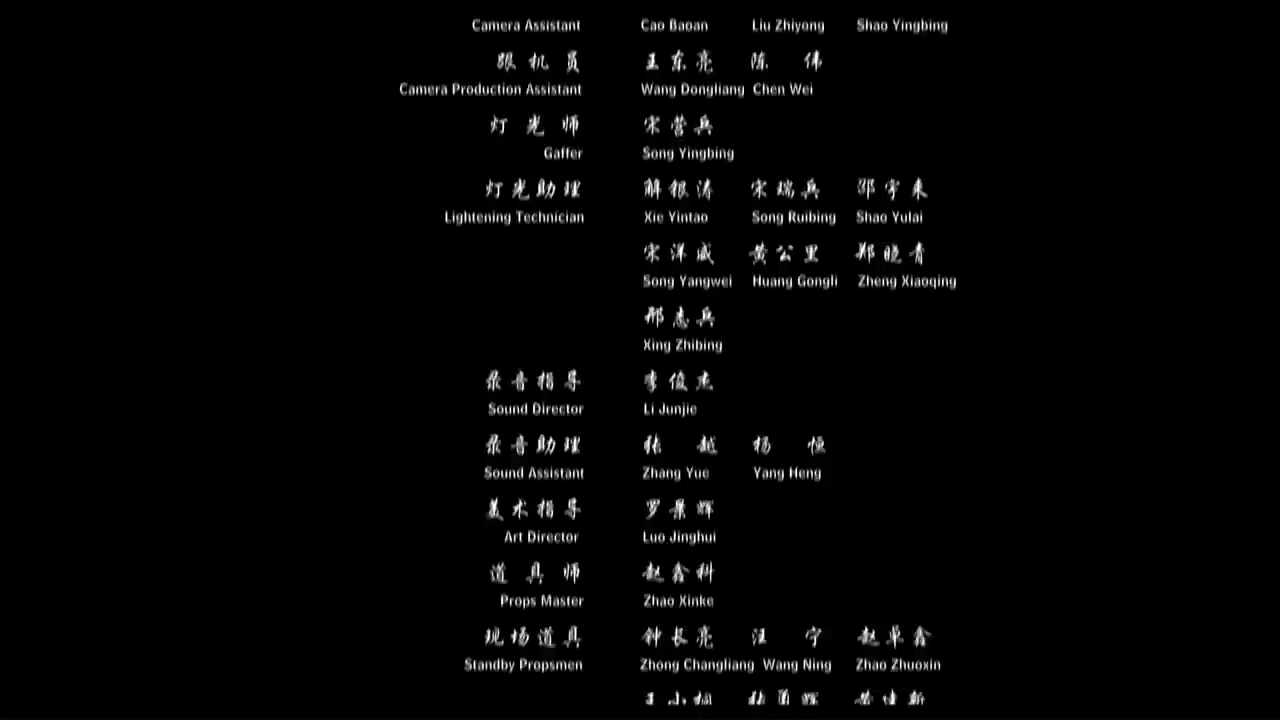 Camera Assistant Cao Baoan Liu Zhiyong Shao Yingbing
跟机员 王东亮 陈伟
Camera Production Assistant Wang Dongliang Chen Wei
灯光师 宋营兵
Gaffer Song Yingbing
灯光助理 解银涛 宋瑞兵 邵宇来
Lightening Technician Xie Yintao Song Ruibing Shao Yulai
宋洋威 黄公里 郑晓青
Song Yangwei Huang Gongli Zheng Xiaoqing
邢志兵
Xing Zhibing
录音指导 李俊杰
Sound Director Li Junjie
录音助理 张越 杨恒
Sound Assistant Zhang Yue Yang Heng
美术指导 罗景辉
Art Director Luo Jinghui
道具师 赵鑫科
Props Master Zhao Xinke
现场道具 钟长亮 汪宁 赵卓鑫
Standby Propsmen Zhong Changliang Wang Ning Zhao Zhuoxin